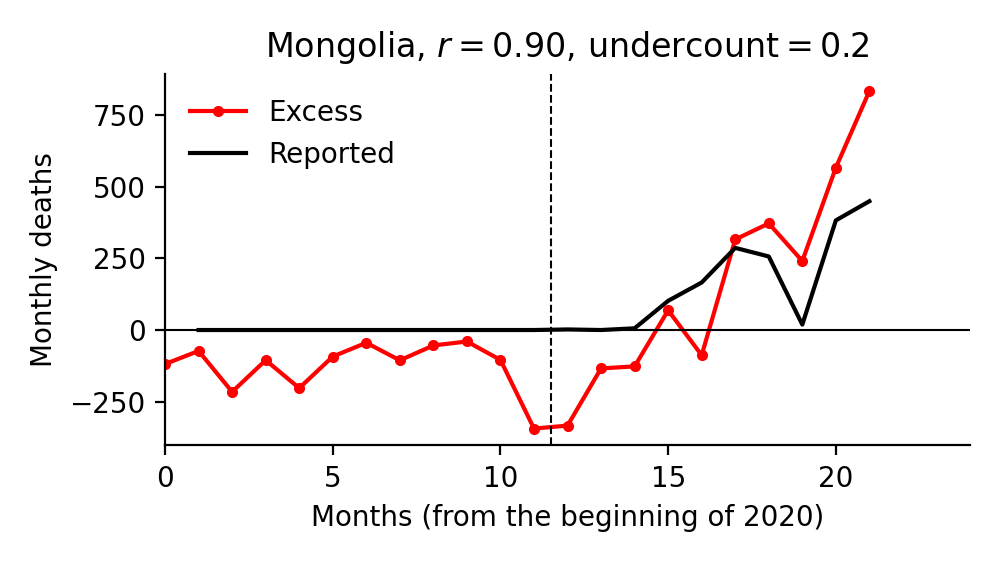 Mongolia, r = 0.90, undercount = 0.2
Excess
Reported
Monthly deaths
750
500
250
0
−250
0 5 10 15 20
Months (from the beginning of 2020)